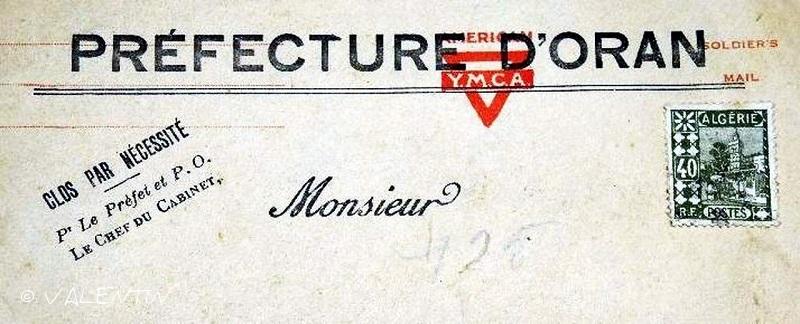 AMERICAN
PRÉFECTURE D'ORAN
SOLDIER'S
Y.M.C.A.
MAIL
ALGÉRIE
40
R.F. POSTES
CLOS PAR NÉCESSITÉ
Pr Le Préfet et P.O.
LE CHEF DU CABINET,
Monsieur
© VALENTIN